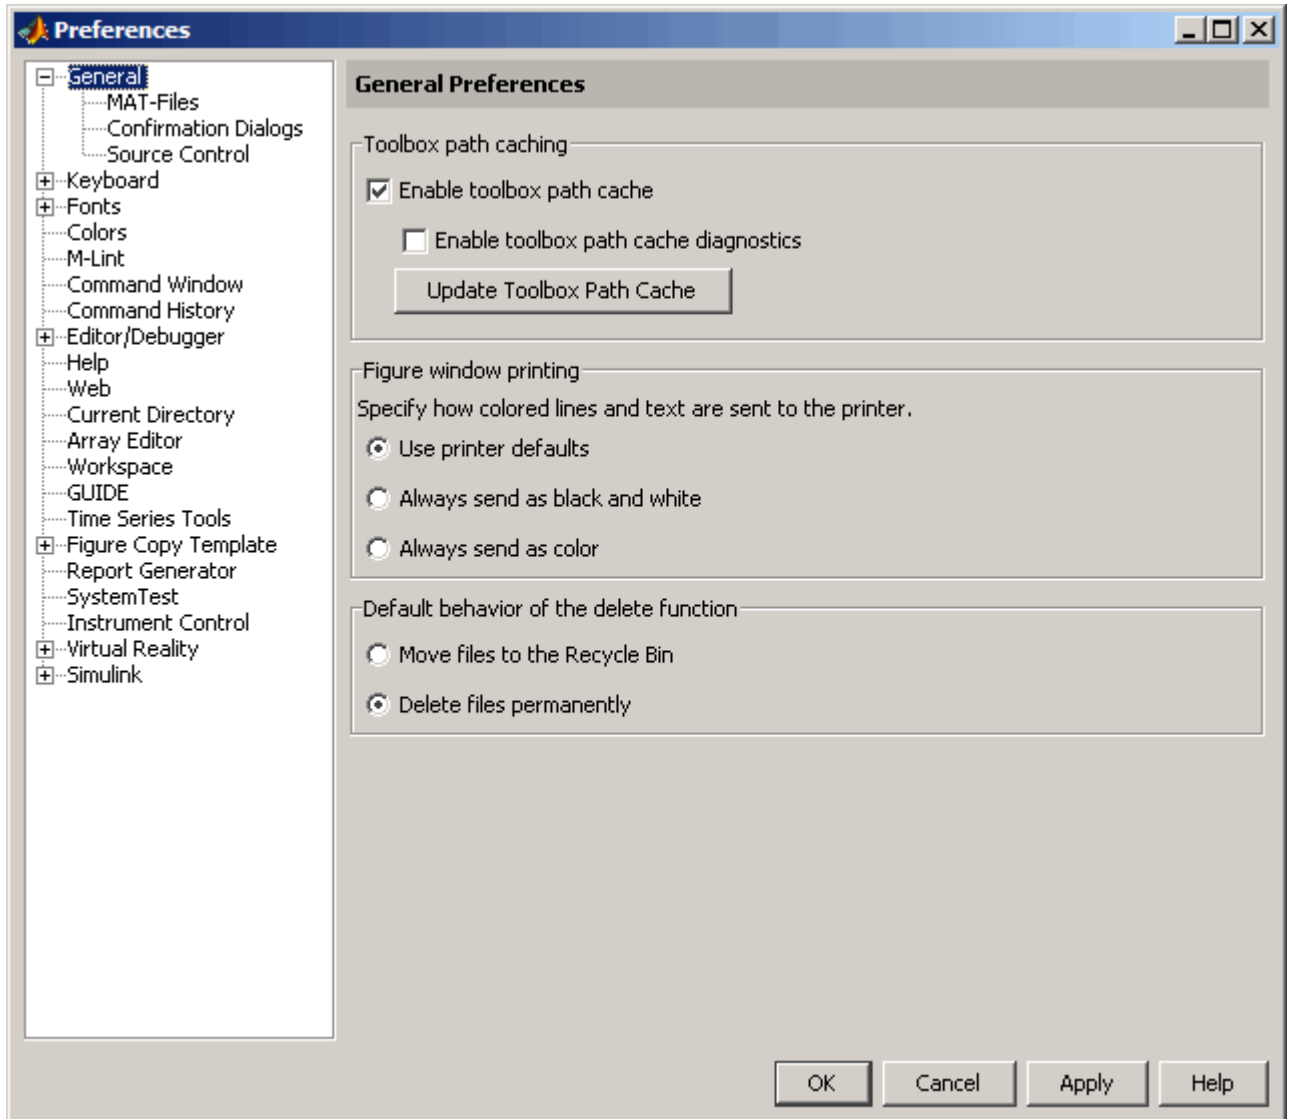 Preferences
General
MAT-Files
Confirmation Dialogs
Source Control
Keyboard
Fonts
Colors
M-Lint
Command Window
Command History
Editor/Debugger
Help
Web
Current Directory
Array Editor
Workspace
GUIDE
Time Series Tools
Figure Copy Template
Report Generator
SystemTest
Instrument Control
Virtual Reality
Simulink
General Preferences
Toolbox path caching
Enable toolbox path cache
Enable toolbox path cache diagnostics
Update Toolbox Path Cache
Figure window printing
Specify how colored lines and text are sent to the printer.
Use printer defaults
Always send as black and white
Always send as color
Default behavior of the delete function
Move files to the Recycle Bin
Delete files permanently
OK
Cancel
Apply
Help